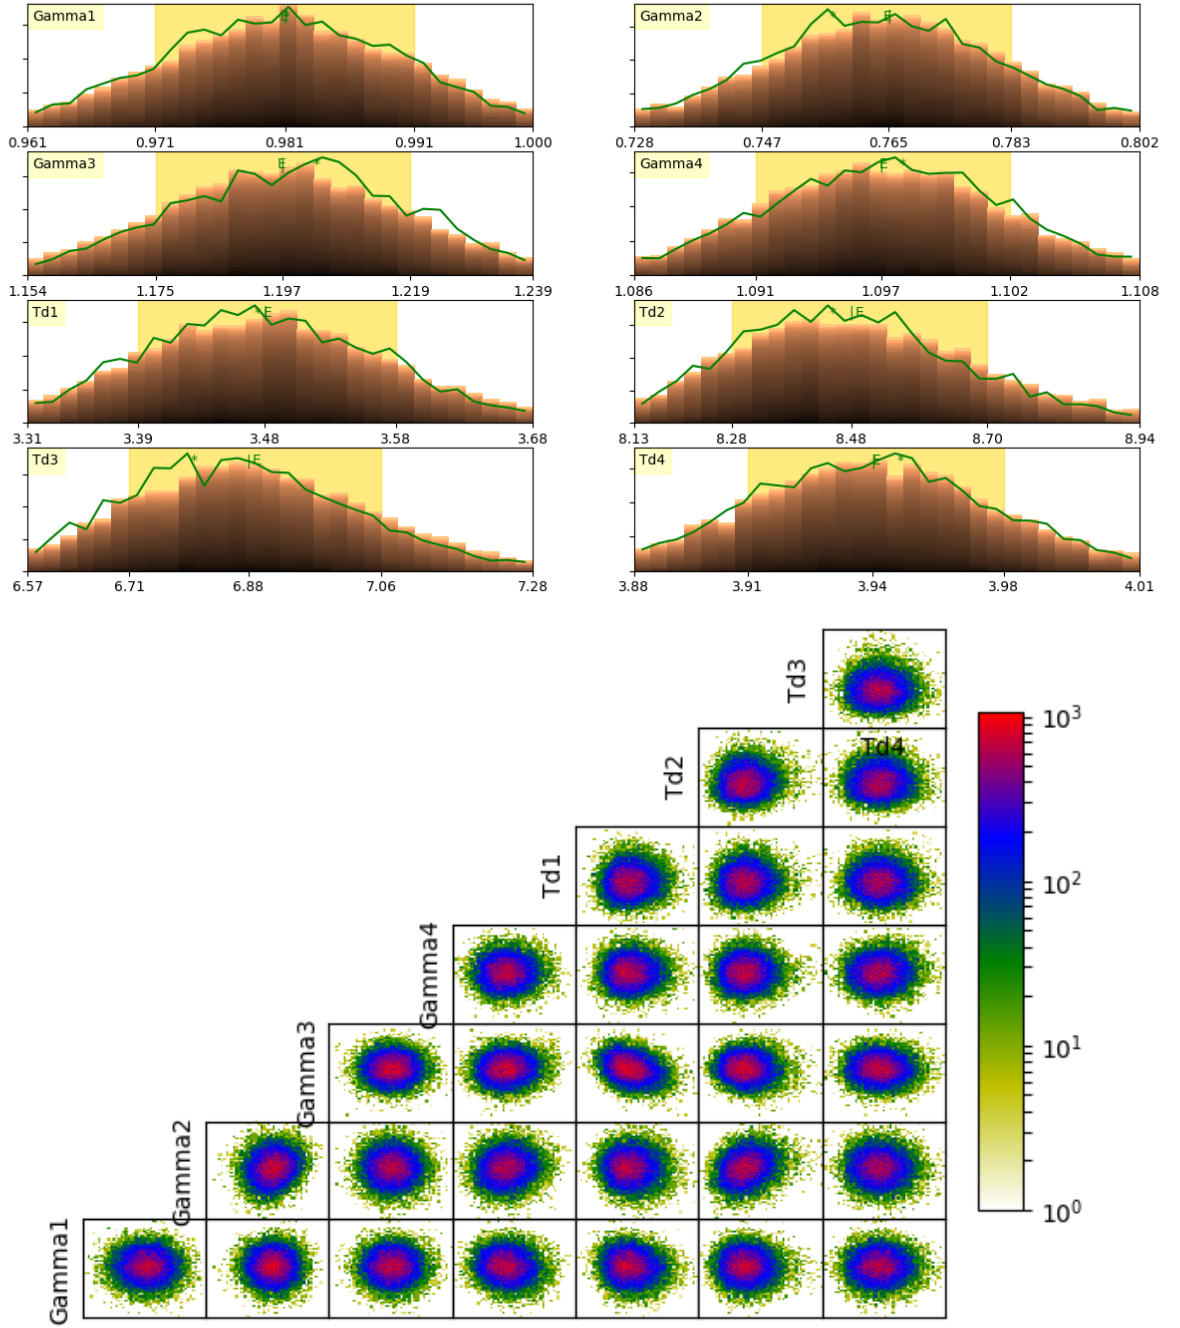 Gamma1
E
0.961 0.971 0.981 0.991 1.000
Gamma2
E
0.728 0.747 0.765 0.783 0.802
Gamma3
E *
1.154 1.175 1.197 1.219 1.239
Gamma4
E *
1.086 1.091 1.097 1.102 1.108
Td1
* E
3.31 3.39 3.48 3.58 3.68
Td2
* |E
8.13 8.28 8.48 8.70 8.94
Td3
* |E
6.57 6.71 6.88 7.06 7.28
Td4
E *
3.88 3.91 3.94 3.98 4.01
Td3
Td4
Td2
Td1
Gamma4
Gamma3
Gamma2
Gamma1
10³
10²
10¹
10⁰